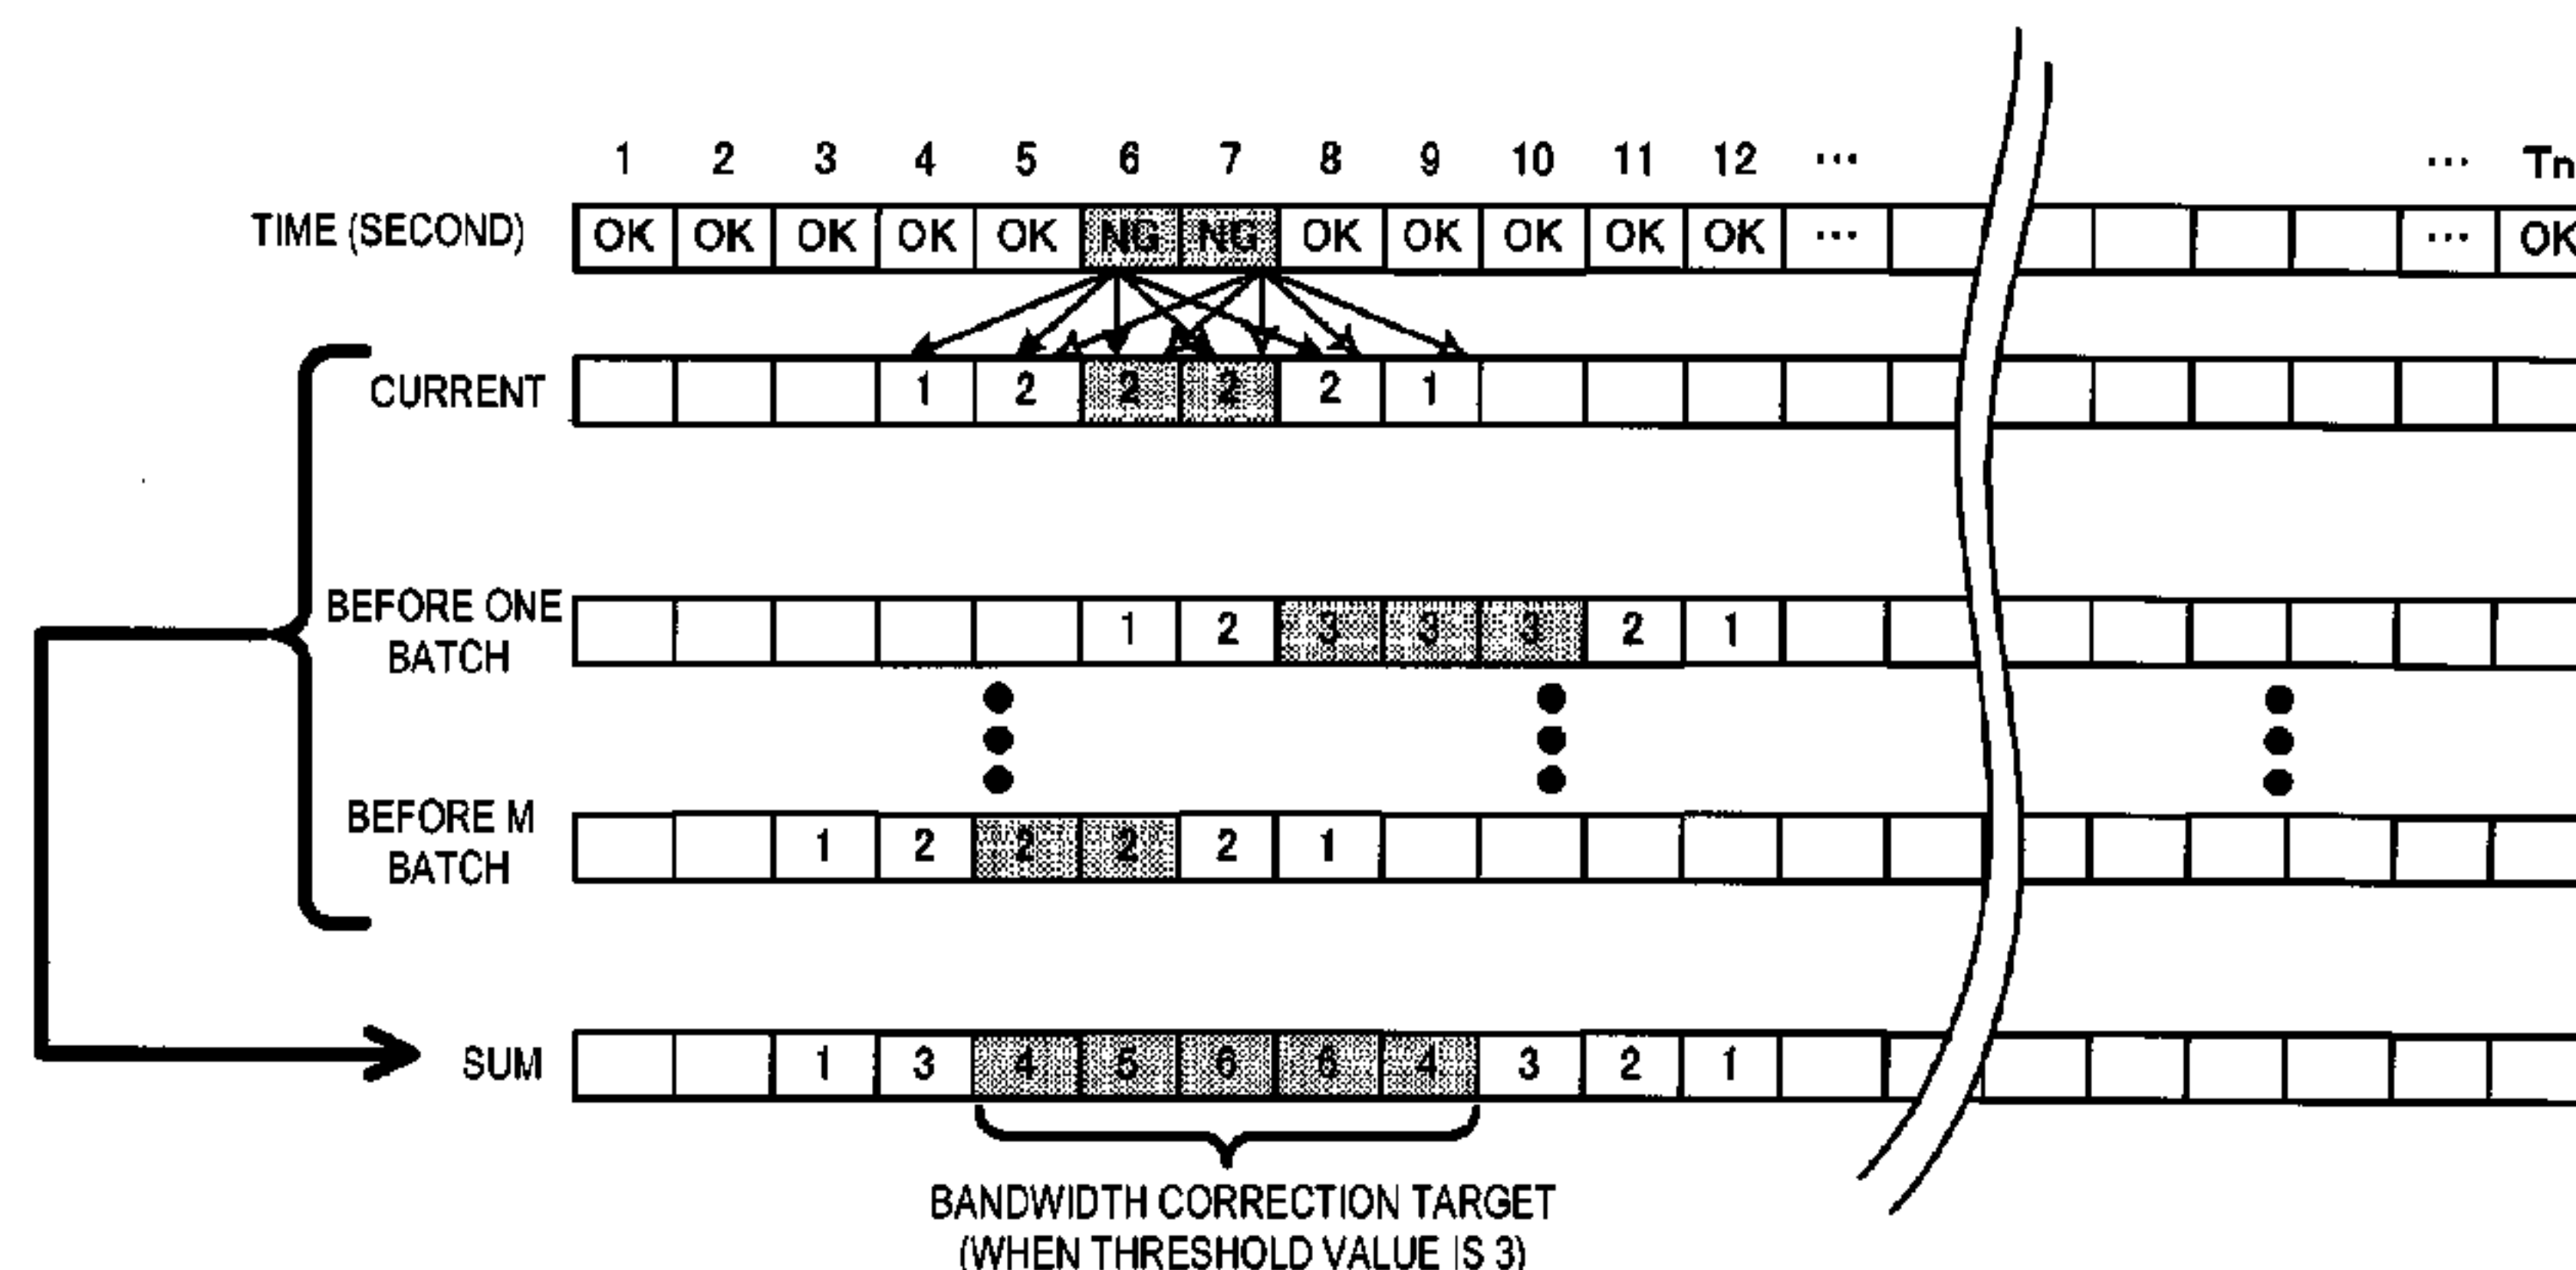 1 2 3 4 5 6 7 8 9 10 11 12 ··· ··· Tn
TIME (SECOND) OK OK OK OK OK NG NG OK OK OK OK OK ··· ··· OK
CURRENT 1 2 2 2 2 1
BEFORE ONE
BATCH
1 2 3 3 3 2 1
BEFORE M
BATCH
1 2 2 2 2 1
SUM 1 3 4 5 6 6 4 3 2 1
BANDWIDTH CORRECTION TARGET
(WHEN THRESHOLD VALUE IS 3)